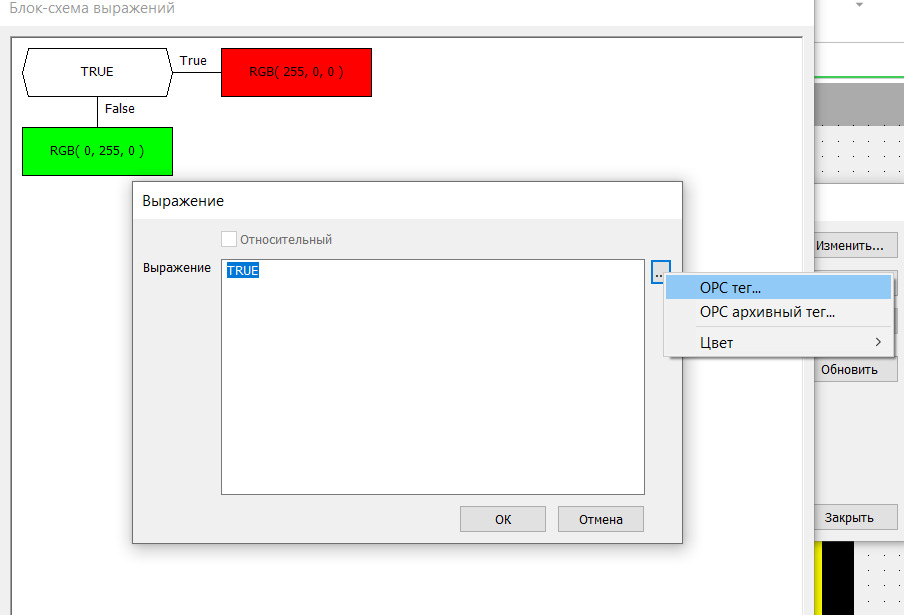 Блок-схема выражений
TRUE
True
RGB( 255, 0, 0 )
False
RGB( 0, 255, 0 )
Выражение
Относительный
Выражение
TRUE
...
OPC тег...
OPC архивный тег...
Цвет
Изменить...
Обновить
OK
Отмена
Закрыть